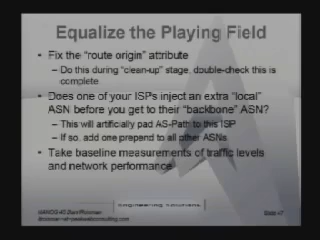 Equalize the Playing Field
• Fix the "route origin" attribute
– Do this during "clean-up" stage, double-check this is
complete.
• Does one of your ISPs inject an extra "local"
ASN before you get to their "backbone" ASN?
– This will artificially pad AS-Path to this ISP
– If so, add one prepend to all other ASNs.
• Take baseline measurements of traffic levels
and network performance
engineering solutions